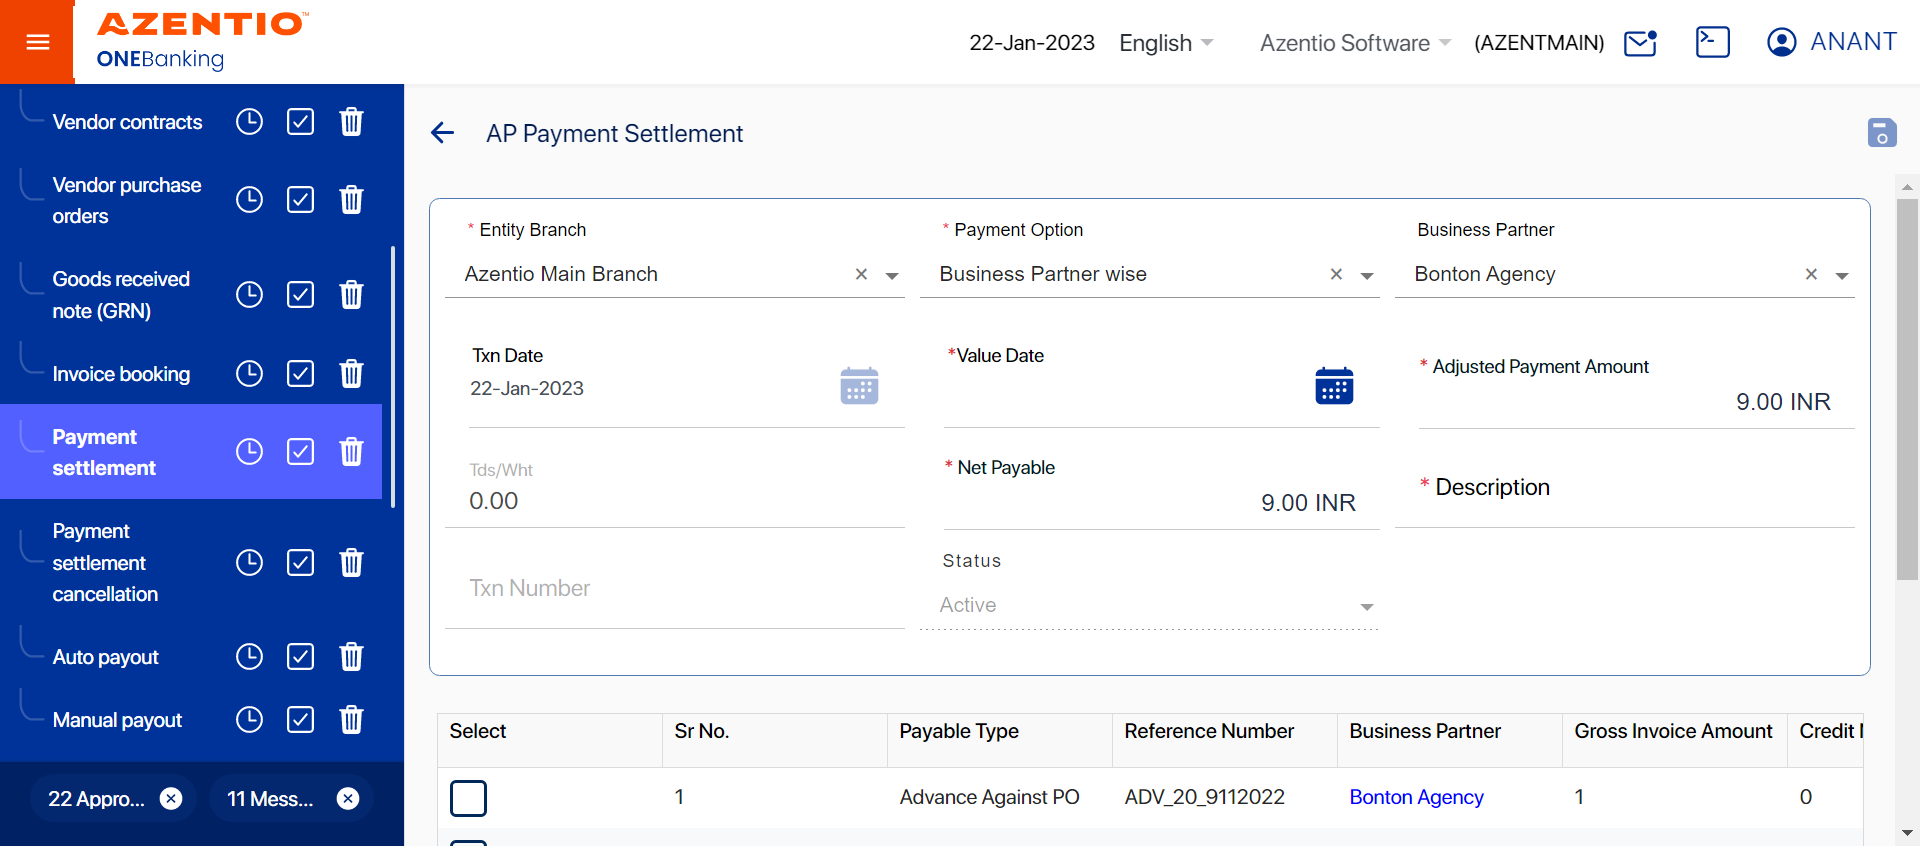 AZENTIO™
ONEBanking
22-Jan-2023
English
Azentio Software
(AZENTMAIN)
ANANT
Vendor contracts
Vendor purchase
orders
Goods received
note (GRN)
Invoice booking
Payment
settlement
Payment
settlement
cancellation
Auto payout
Manual payout
22 Appro...
11 Mess...
AP Payment Settlement
* Entity Branch
Azentio Main Branch
* Payment Option
Business Partner wise
Business Partner
Bonton Agency
Txn Date
22-Jan-2023
*Value Date
* Adjusted Payment Amount
9.00 INR
Tds/Wht
0.00
* Net Payable
9.00 INR
* Description
Txn Number
Status
Active
Select Sr No. Payable Type Reference Number Business Partner Gross Invoice Amount Credit
1 Advance Against PO ADV_20_9112022 Bonton Agency 1 0